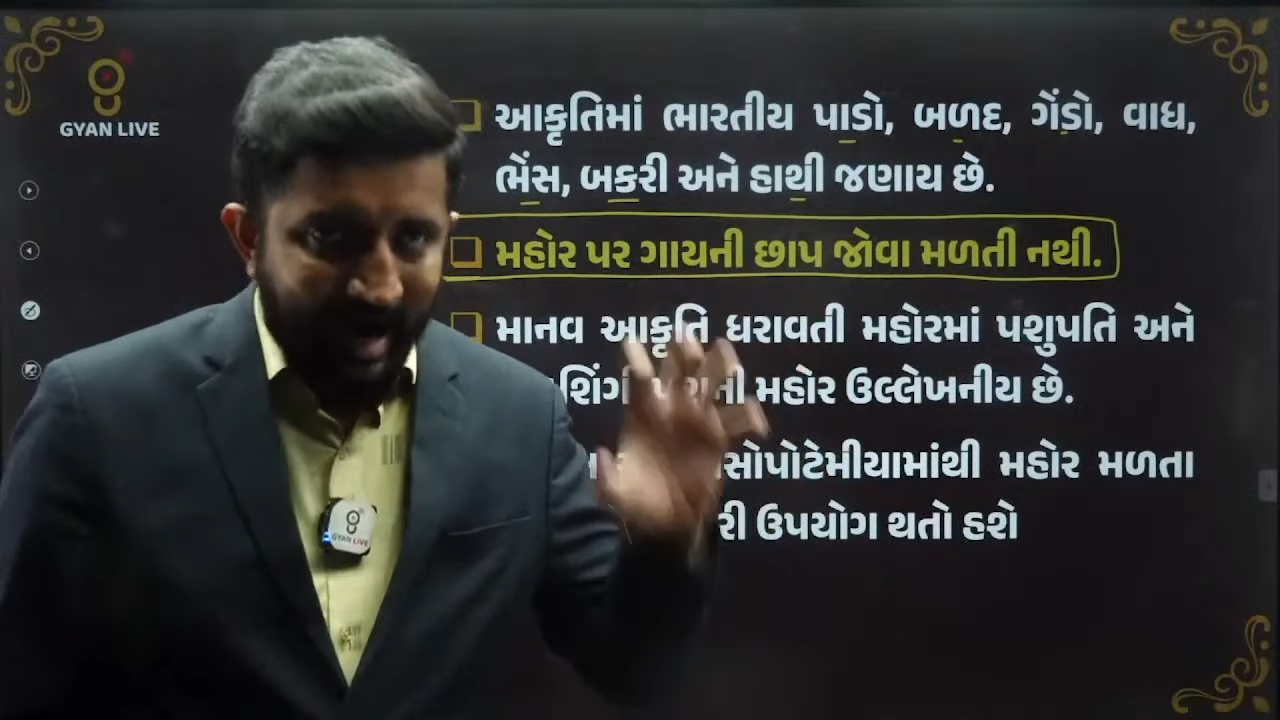 GYAN LIVE
આકૃતિમાં ભારતીય પાડો, બળદ, ગેંડો, વાઘ,
ભેંસ, બકરી અને હાથી જણાય છે.
મહોર પર ગાયની છાપ જોવા મળતી નથી.
માનવ આકૃતિ ધરાવતી મહોરમાં પશુપતિ અને
મહોર ઉલ્લેખનીય છે.
મહોર મળતા
ઉપયોગ થતો હશે
GYAN LIVE